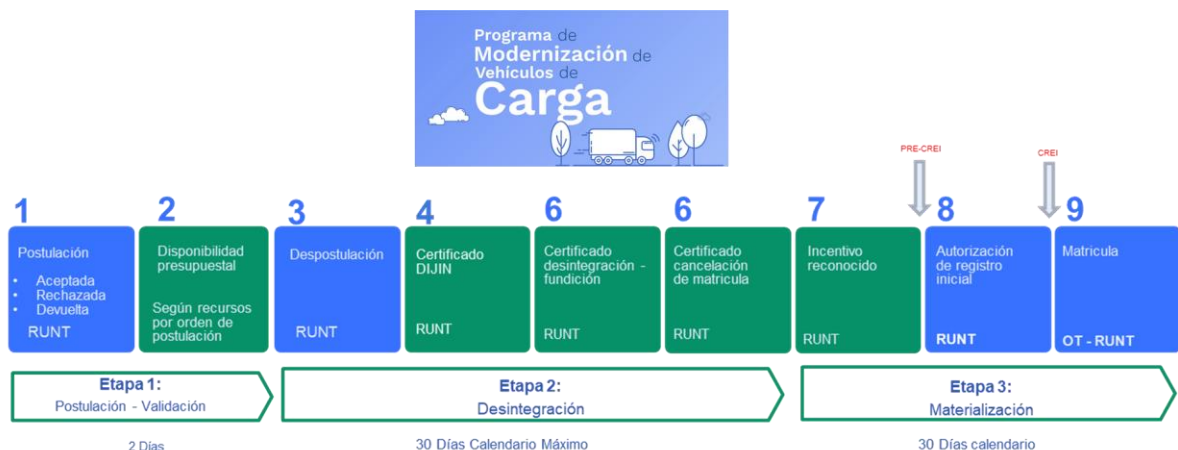 Programa de
Modernización de
Vehículos de
Carga
PRE-CREI
CREI
1
Postulación
• Aceptada
• Rechazada
• Devuelta
RUNT
2
Disponibilidad
presupuestal
Según recursos
por orden de
postulación
3
Despostulación
RUNT
4
Certificado
DIJIN
RUNT
6
Certificado
desintegración -
fundición
RUNT
6
Certificado
cancelación
de matricula
RUNT
7
Incentivo
reconocido
RUNT
8
Autorización
de registro
inicial
RUNT
9
Matricula
OT - RUNT
Etapa 1:
Postulación - Validación
2 Días
Etapa 2:
Desintegración
30 Días Calendario Máximo
Etapa 3:
Materialización
30 Días calendario